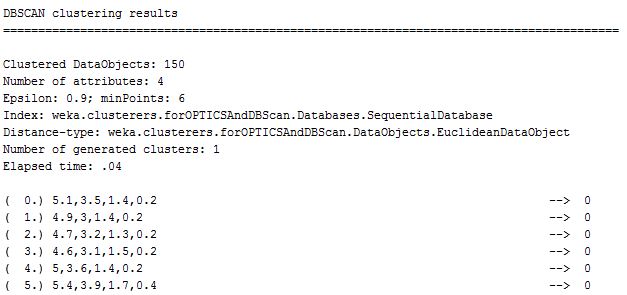 DBSCAN clustering results
========================================================================================
Clustered DataObjects: 150
Number of attributes: 4
Epsilon: 0.9; minPoints: 6
Index: weka.clusterers.forOPTICSAndDBScan.Databases.SequentialDatabase
Distance-type: weka.clusterers.forOPTICSAndDBScan.DataObjects.EuclideanDataObject
Number of generated clusters: 1
Elapsed time: .04
(  0.) 5.1,3.5,1.4,0.2 --> 0
(  1.) 4.9,3,1.4,0.2 --> 0
(  2.) 4.7,3.2,1.3,0.2 --> 0
(  3.) 4.6,3.1,1.5,0.2 --> 0
(  4.) 5,3.6,1.4,0.2 --> 0
(  5.) 5.4,3.9,1.7,0.4 --> 0